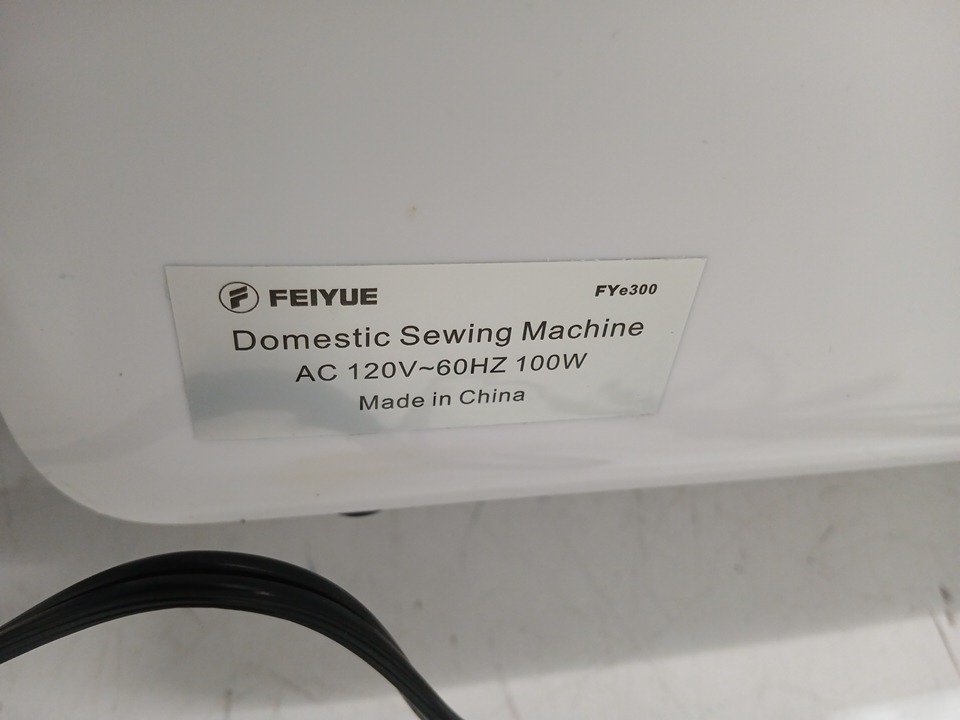 FEIYUE FYe300
Domestic Sewing Machine
AC 120V~60HZ 100W
Made in China